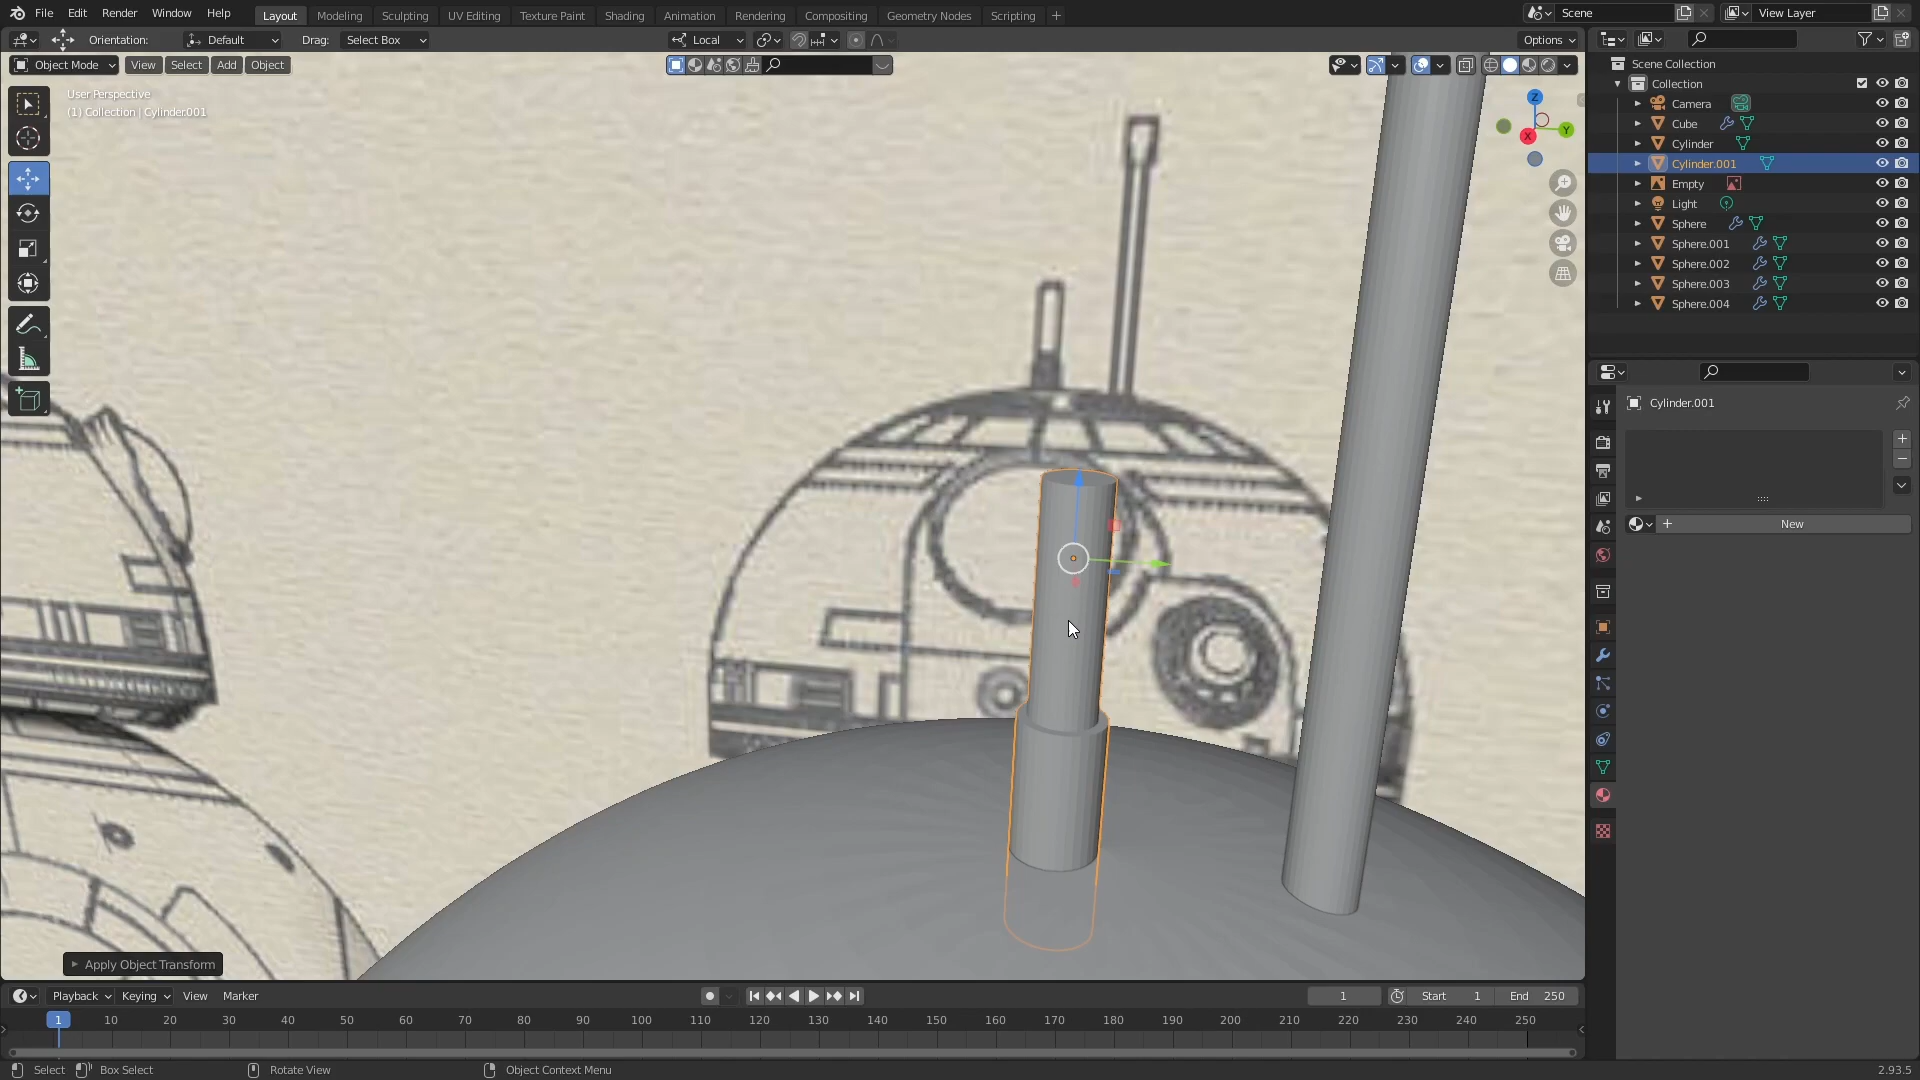 File Edit Render Window Help Layout Modeling Sculpting UV Editing Texture Paint Shading Animation Rendering Compositing Geometry Nodes Scripting + Scene View Layer
Orientation: Default Drag: Select Box Local Options
Object Mode View Select Add Object
User Perspective
(1) Collection | Cylinder.001
Z
Y
X
Scene Collection
Collection
Camera
Cube
Cylinder
Cylinder.001
Empty
Light
Sphere
Sphere.001
Sphere.002
Sphere.003
Sphere.004
Cylinder.001
New
Apply Object Transform
Playback Keying View Marker 1 Start 1 End 250
1 10 20 30 40 50 60 70 80 90 100 110 120 130 140 150 160 170 180 190 200 210 220 230 240 250
Select Box Select Rotate View Object Context Menu 2.93.5